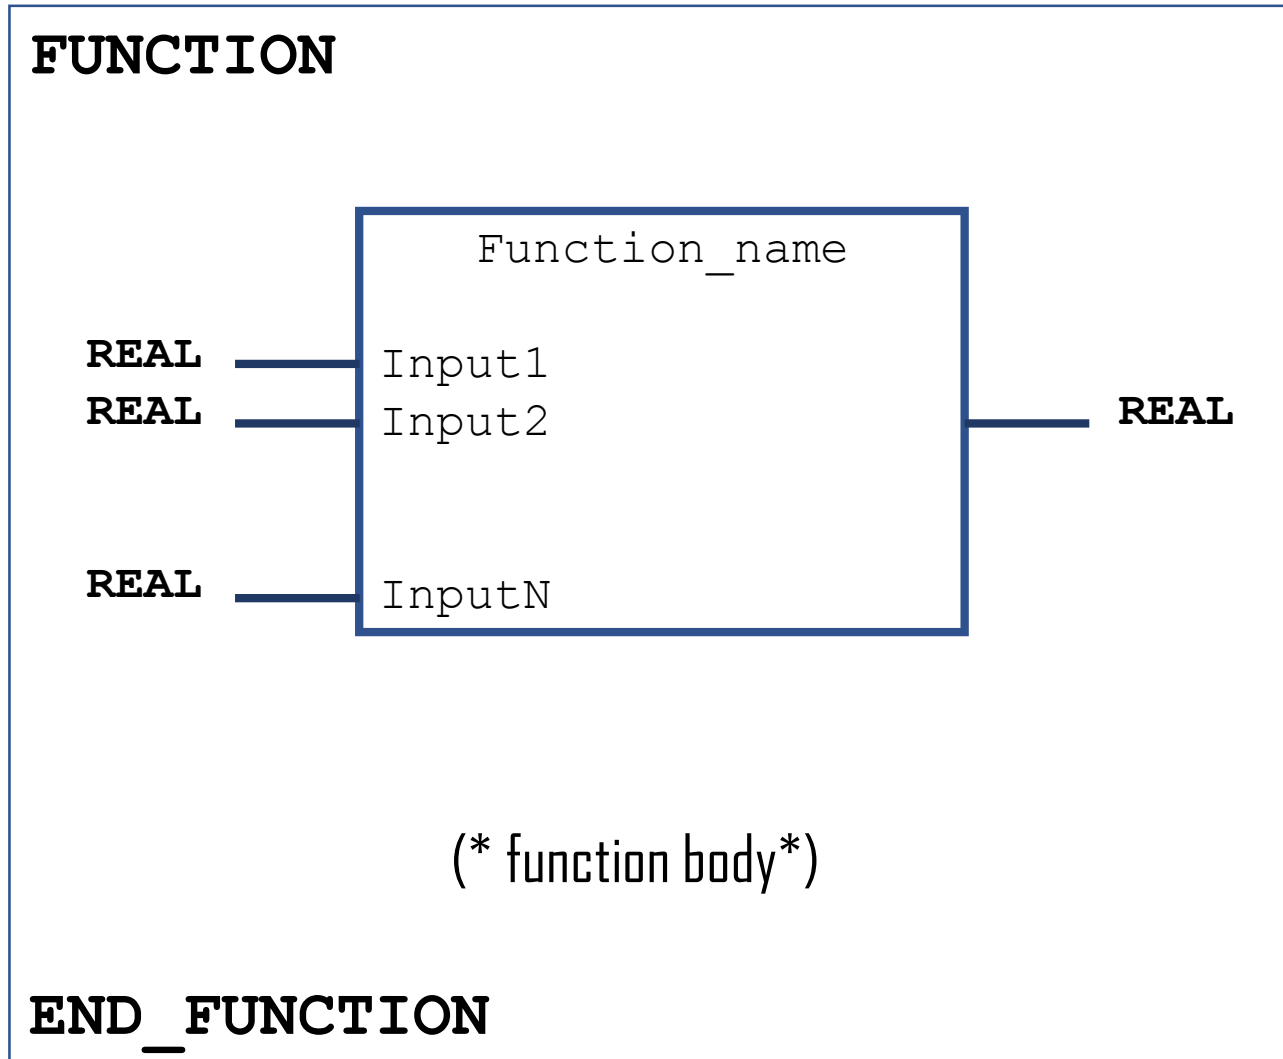 FUNCTION
Function_name
REAL Input1
REAL Input2 REAL
REAL InputN
(* function body*)
END_FUNCTION